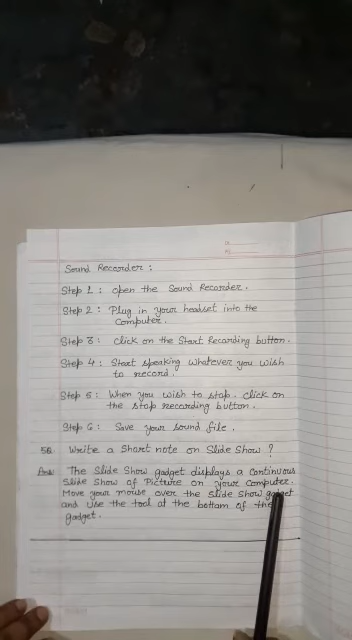 Sound Recorder :
Step 1 : open the Sound Recorder.
Step 2 : Plug in your headset into the
Computer.
Step 3 : click on the Start Recording button.
Step 4 : Start speaking whatever you wish
to record.
Step 5 : When you wish to stop. click on
the stop recording button.
Step 6 : Save your sound file.
5Q. Write a Short note on Slide Show ?
Ans The Slide Show gadget displays a continuous
Slide Show of Picture on your computer.
Move your mouse over the slide show gadget
and use the tool at the bottom of the
gadget.